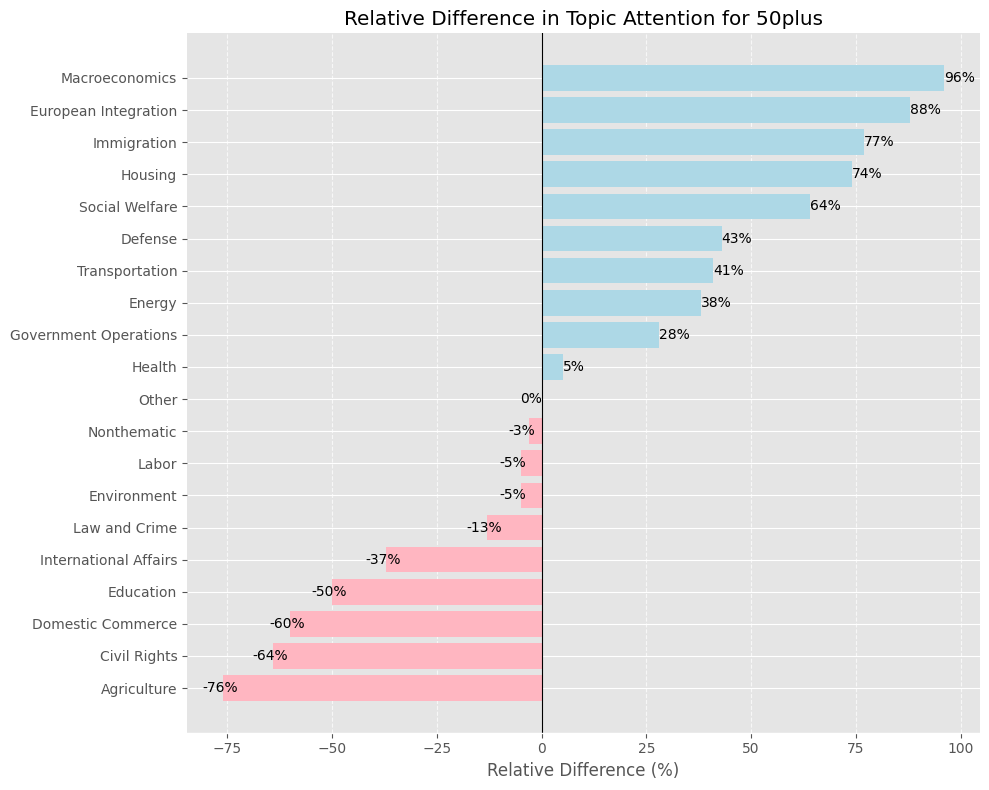 Relative Difference in Topic Attention for 50plus
Macroeconomics 96%
European Integration 88%
Immigration 77%
Housing 74%
Social Welfare 64%
Defense 43%
Transportation 41%
Energy 38%
Government Operations 28%
Health 5%
Other 0%
Nonthematic -3%
Labor -5%
Environment -5%
Law and Crime -13%
International Affairs -37%
Education -50%
Domestic Commerce -60%
Civil Rights -64%
Agriculture -76%
−75 −50 −25 0 25 50 75 100
Relative Difference (%)